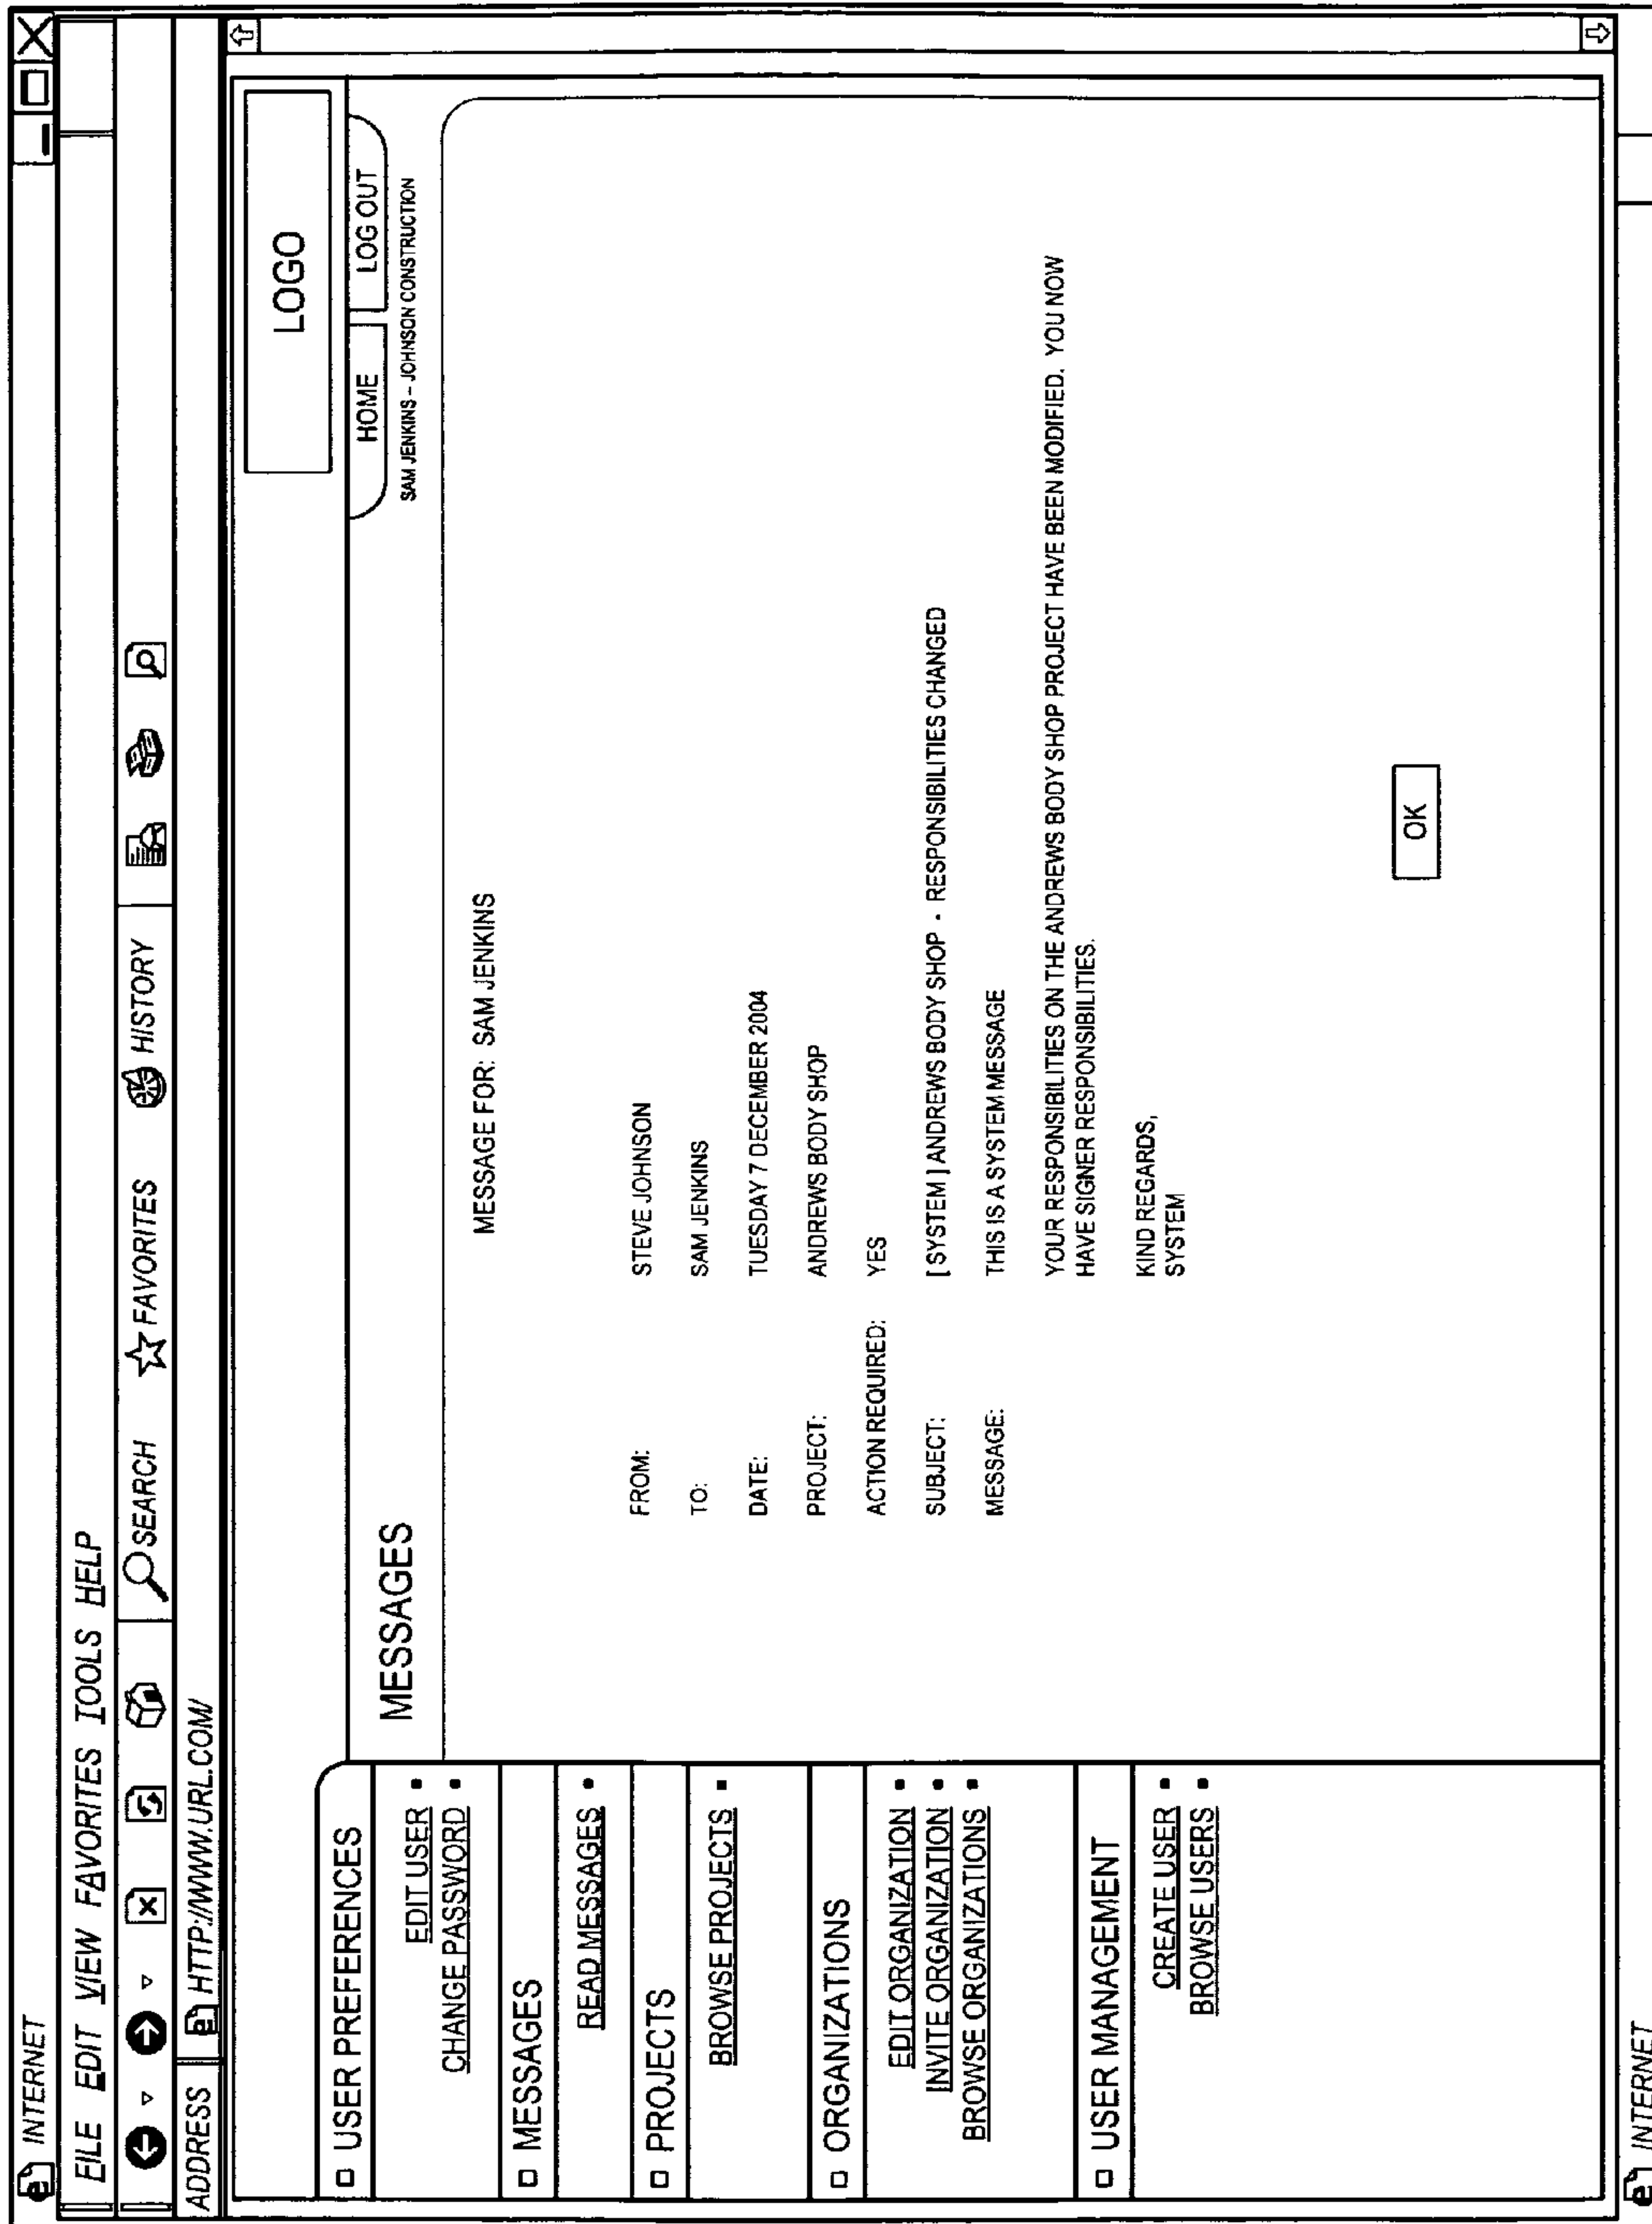 INTERNET
FILE EDIT VIEW FAVORITES TOOLS HELP
SEARCH FAVORITES HISTORY
ADDRESS HTTP://WWW.URL.COM/
LOGO
HOME LOG OUT
SAM JENKINS – JOHNSON CONSTRUCTION
USER PREFERENCES
EDIT USER
CHANGE PASSWORD
MESSAGES
READ MESSAGES
PROJECTS
BROWSE PROJECTS
ORGANIZATIONS
EDIT ORGANIZATION
INVITE ORGANIZATION
BROWSE ORGANIZATIONS
USER MANAGEMENT
CREATE USER
BROWSE USERS
MESSAGES
MESSAGE FOR: SAM JENKINS
FROM: STEVE JOHNSON
TO: SAM JENKINS
DATE: TUESDAY 7 DECEMBER 2004
PROJECT: ANDREWS BODY SHOP
ACTION REQUIRED: YES
SUBJECT: [ SYSTEM ] ANDREWS BODY SHOP - RESPONSIBILITIES CHANGED
MESSAGE: THIS IS A SYSTEM MESSAGE
YOUR RESPONSIBILITIES ON THE ANDREWS BODY SHOP PROJECT HAVE BEEN MODIFIED. YOU NOW
HAVE SIGNER RESPONSIBILITIES.
KIND REGARDS,
SYSTEM
OK
INTERNET